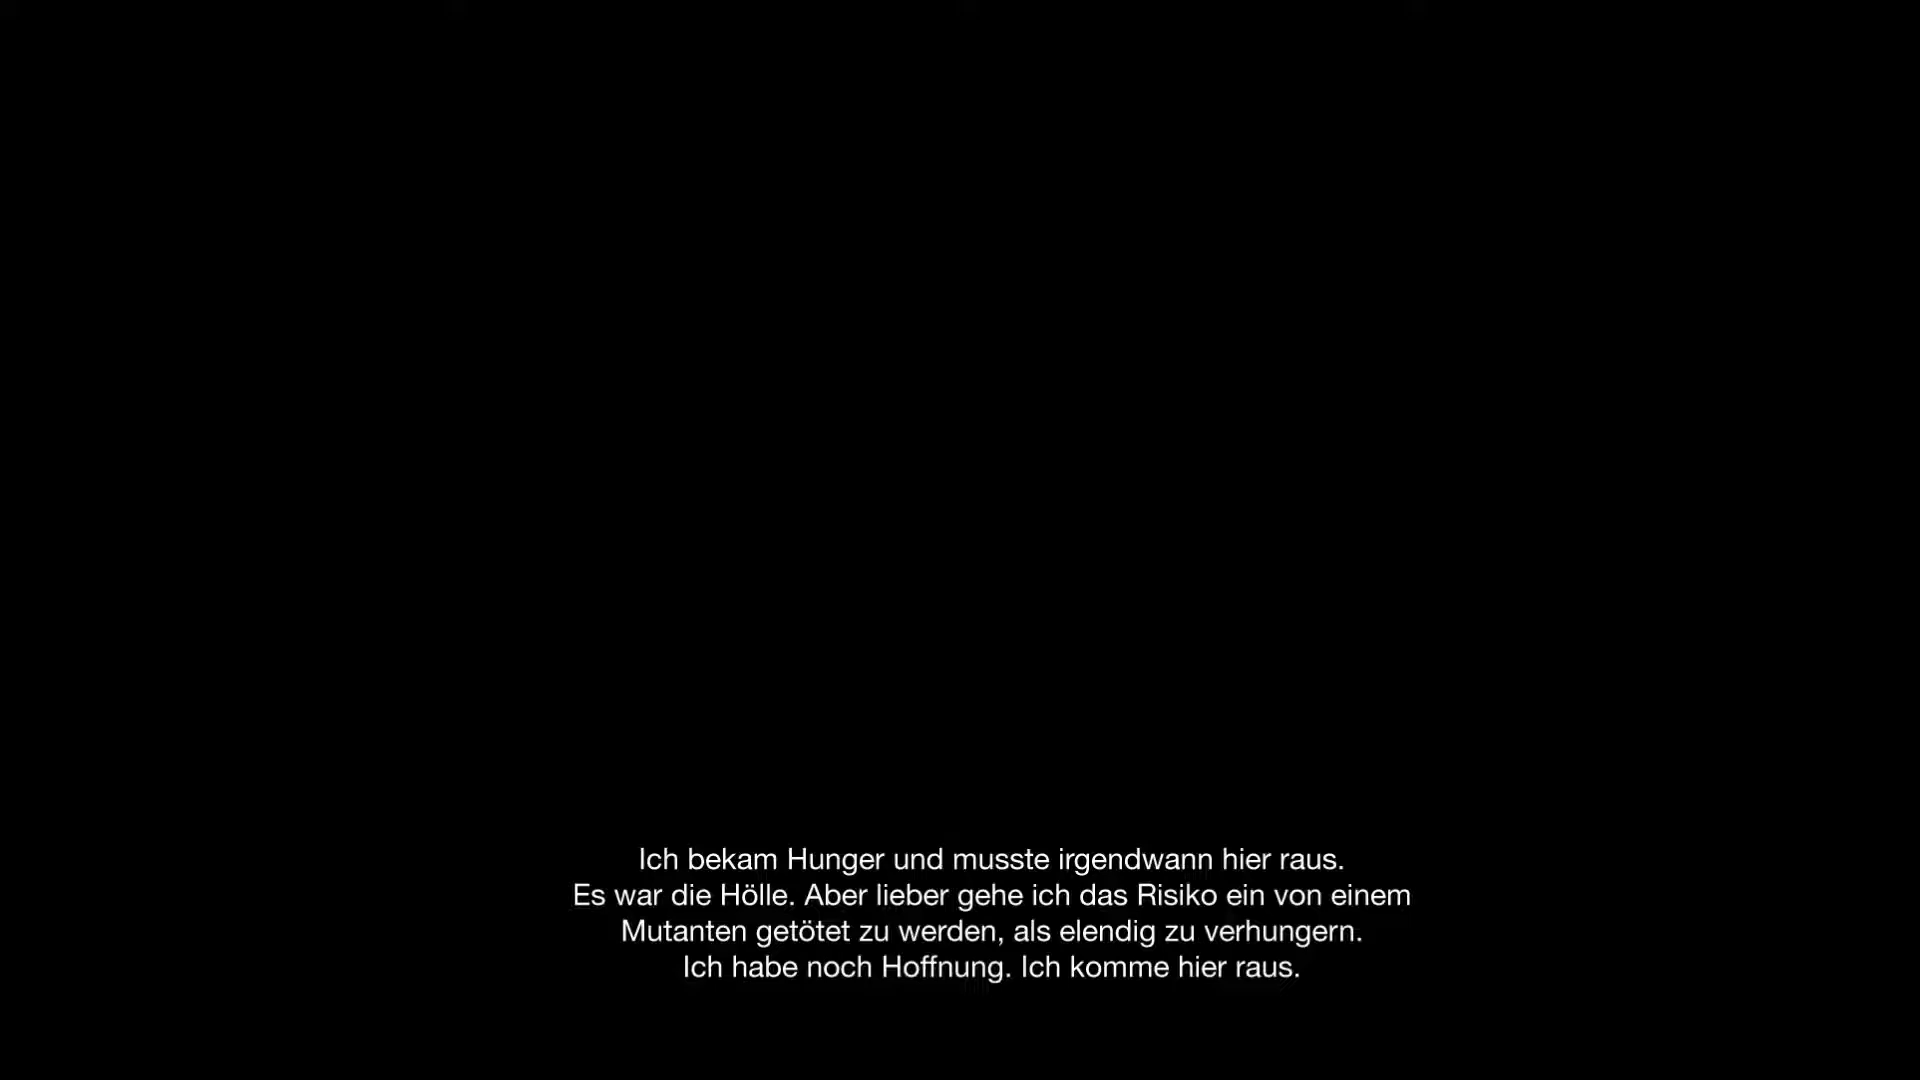 Ich bekam Hunger und musste irgendwann hier raus.
Es war die Hölle. Aber lieber gehe ich das Risiko ein von einem
Mutanten getötet zu werden, als elendig zu verhungern.
Ich habe noch Hoffnung. Ich komme hier raus.